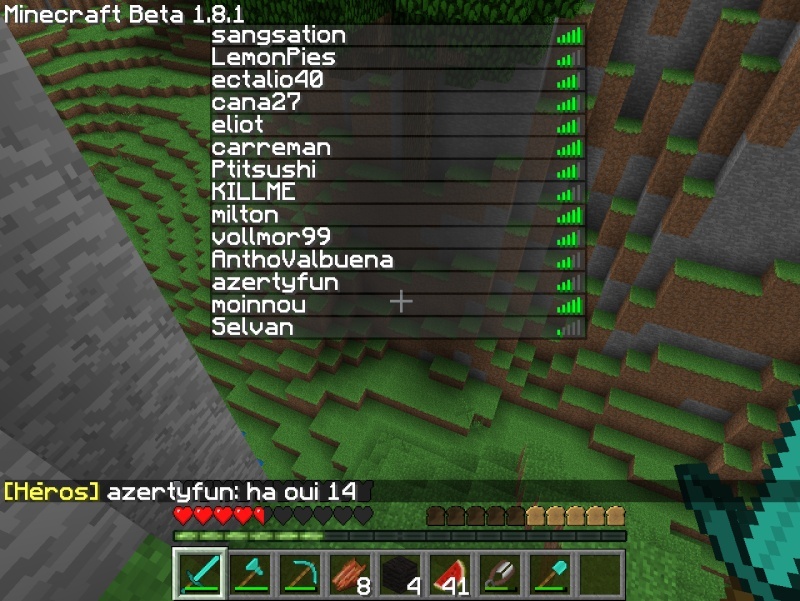 Minecraft Beta 1.8.1
sangsation
LemonPies
ectalio40
cana27
eliot
carreman
Ptitsushi
KILLME
milton
vollmor99
AnthoValbuena
azertyfun
moinnou
Selvan
[Héros] azertyfun: ha oui 14
8 4 41